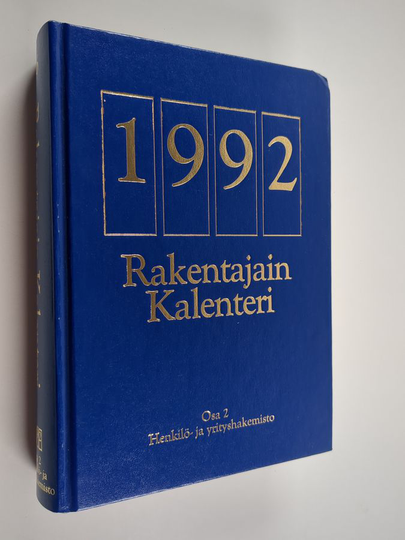 1992
Rakentajain
Kalenteri
Osa 2
Henkilö- ja yrityshakemisto